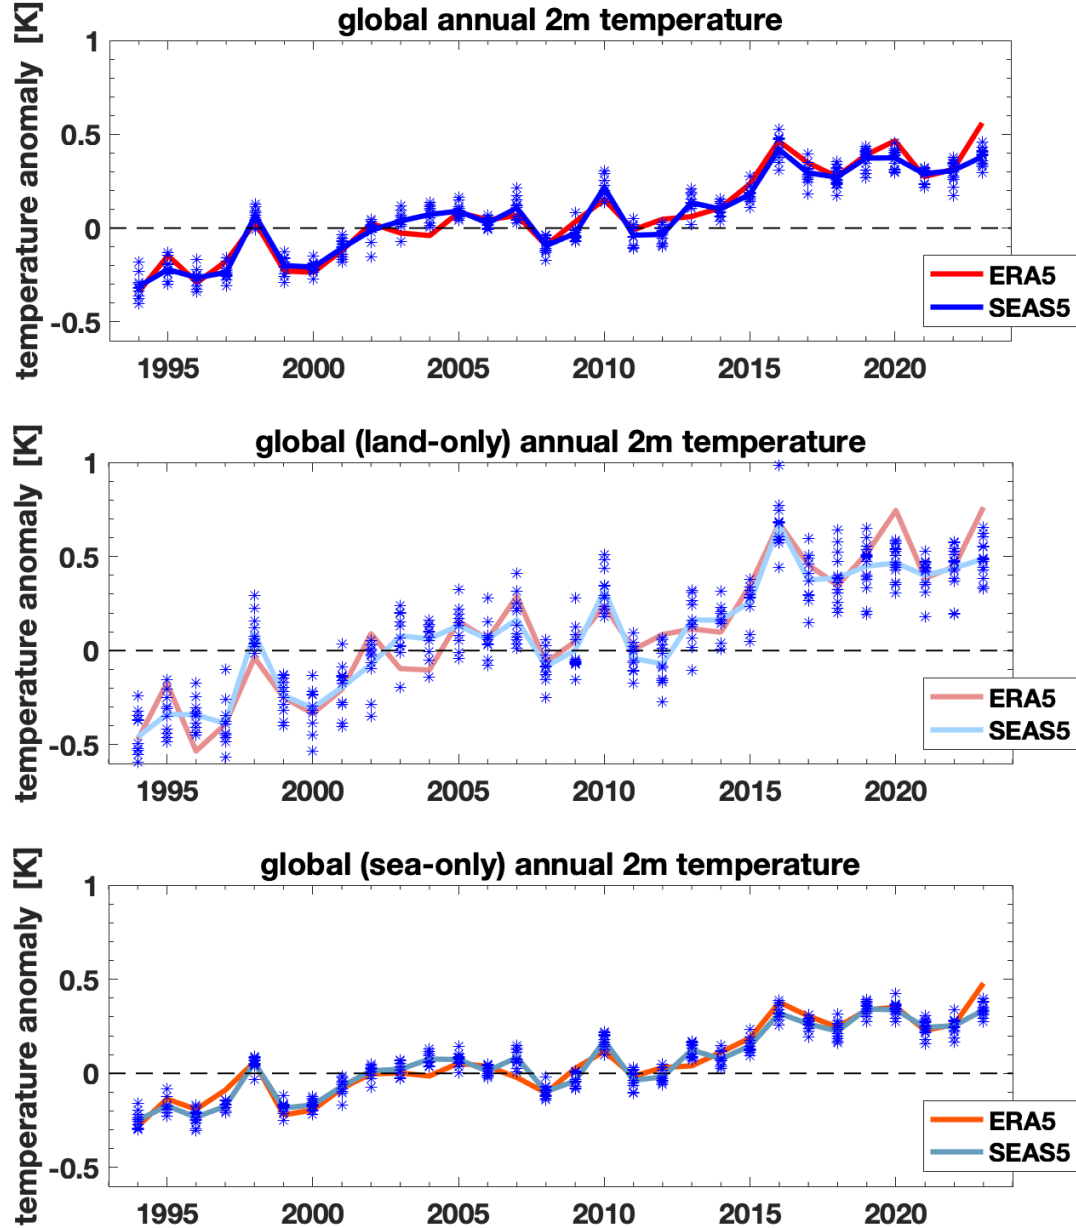 global annual 2m temperature
temperature anomaly [K]
1
0.5
0
-0.5
ERA5
SEAS5
1995 2000 2005 2010 2015 2020
global (land-only) annual 2m temperature
temperature anomaly [K]
1
0.5
0
-0.5
ERA5
SEAS5
1995 2000 2005 2010 2015 2020
global (sea-only) annual 2m temperature
temperature anomaly [K]
1
0.5
0
-0.5
ERA5
SEAS5
1995 2000 2005 2010 2015 2020